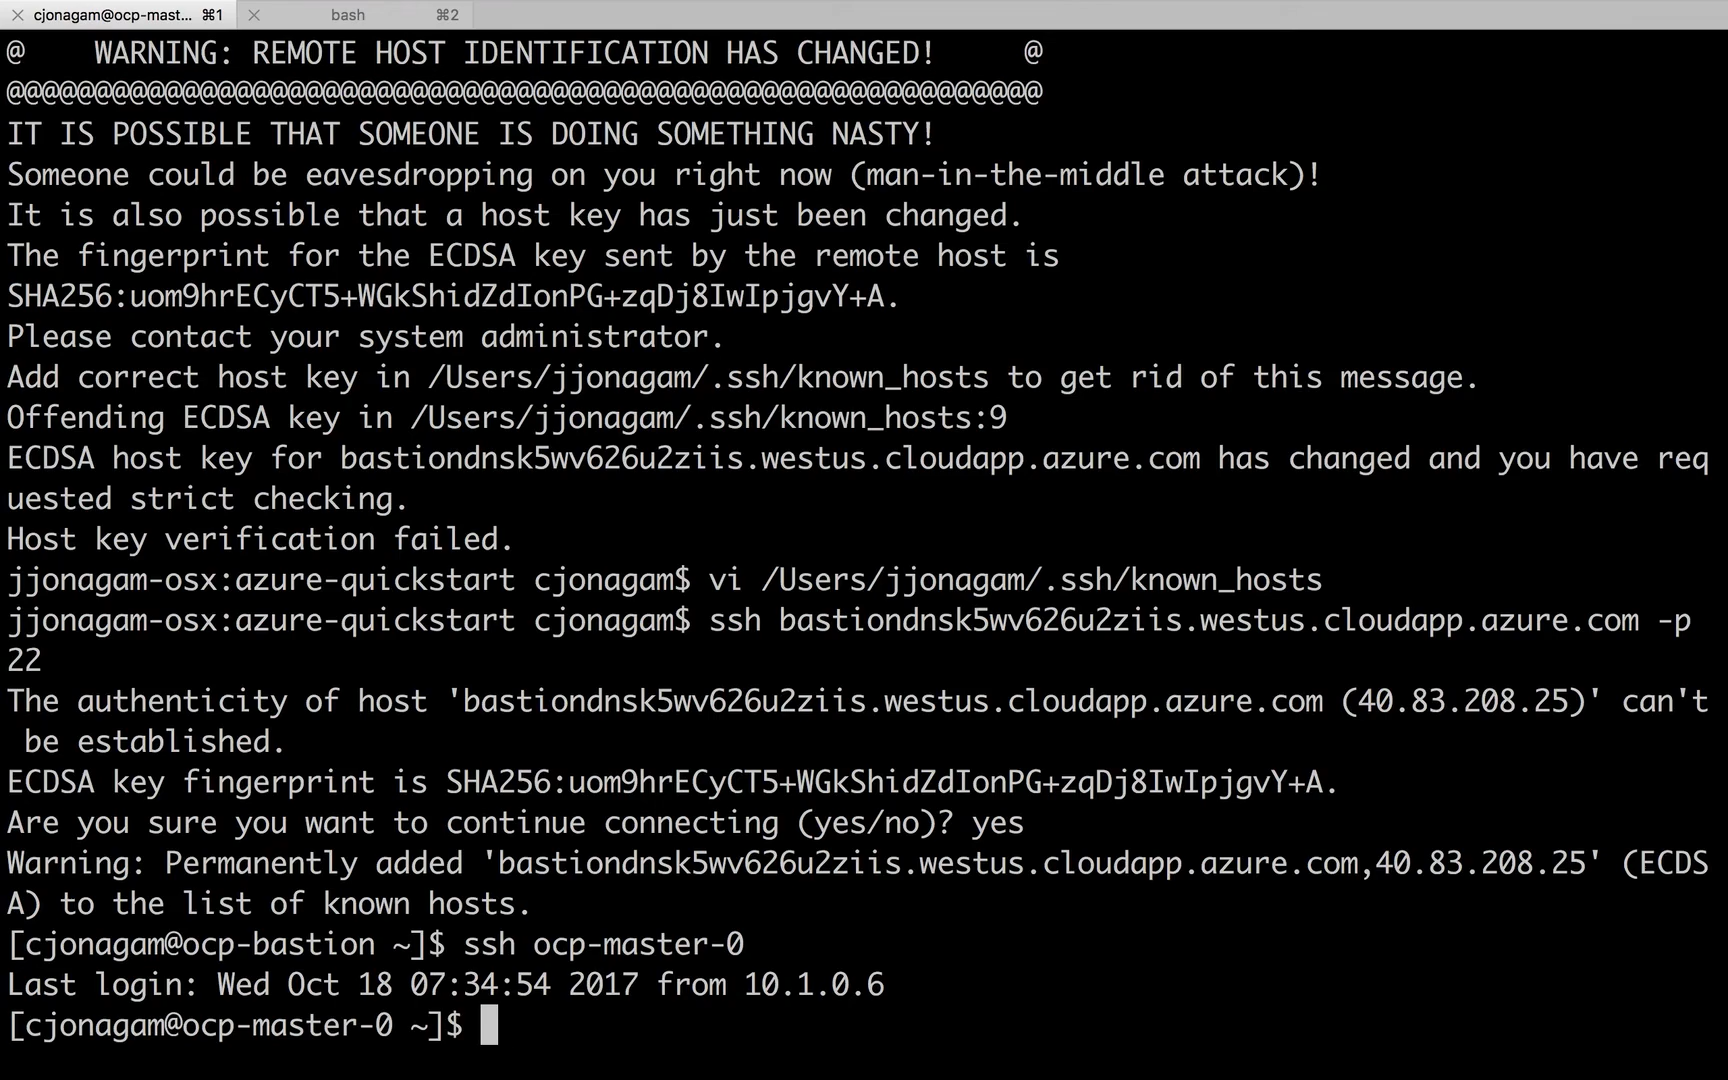 cjonagam@ocp-mast... ⌘1 bash ⌘2
@ WARNING: REMOTE HOST IDENTIFICATION HAS CHANGED! @
@@@@@@@@@@@@@@@@@@@@@@@@@@@@@@@@@@@@@@@@@@@@@@@@@@@@@@@@@@@
IT IS POSSIBLE THAT SOMEONE IS DOING SOMETHING NASTY!
Someone could be eavesdropping on you right now (man-in-the-middle attack)!
It is also possible that a host key has just been changed.
The fingerprint for the ECDSA key sent by the remote host is
SHA256:uom9hrECyCT5+WGkShidZdIonPG+zqDj8IwIpjgvY+A.
Please contact your system administrator.
Add correct host key in /Users/jjonagam/.ssh/known_hosts to get rid of this message.
Offending ECDSA key in /Users/jjonagam/.ssh/known_hosts:9
ECDSA host key for bastiondnsk5wv626u2ziis.westus.cloudapp.azure.com has changed and you have req
uested strict checking.
Host key verification failed.
jjonagam-osx:azure-quickstart cjonagam$ vi /Users/jjonagam/.ssh/known_hosts
jjonagam-osx:azure-quickstart cjonagam$ ssh bastiondnsk5wv626u2ziis.westus.cloudapp.azure.com -p
22
The authenticity of host 'bastiondnsk5wv626u2ziis.westus.cloudapp.azure.com (40.83.208.25)' can't
be established.
ECDSA key fingerprint is SHA256:uom9hrECyCT5+WGkShidZdIonPG+zqDj8IwIpjgvY+A.
Are you sure you want to continue connecting (yes/no)? yes
Warning: Permanently added 'bastiondnsk5wv626u2ziis.westus.cloudapp.azure.com,40.83.208.25' (ECDS
A) to the list of known hosts.
[cjonagam@ocp-bastion ~]$ ssh ocp-master-0
Last login: Wed Oct 18 07:34:54 2017 from 10.1.0.6
[cjonagam@ocp-master-0 ~]$